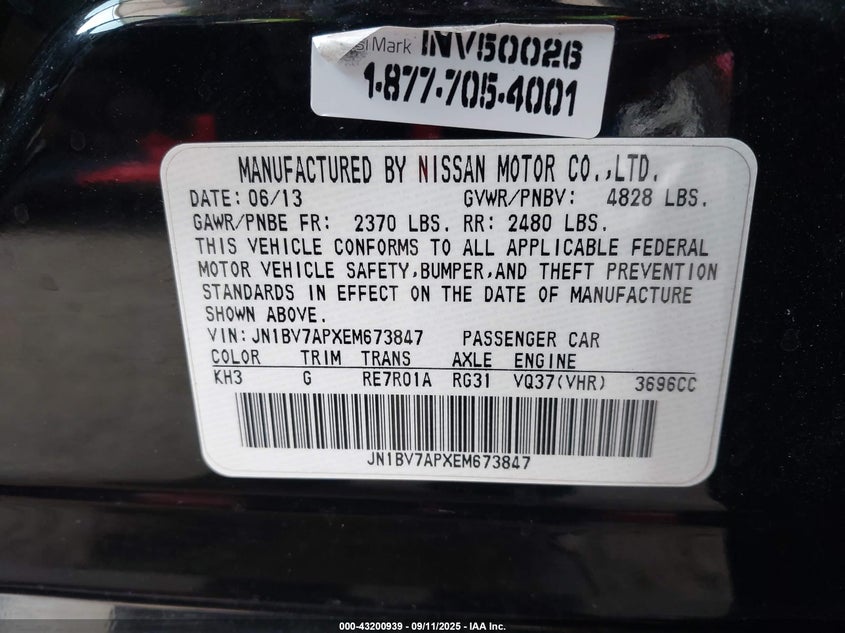 Mark INV50026
1-877-705-4001
MANUFACTURED BY NISSAN MOTOR CO.,LTD.
DATE: 06/13 GVWR/PNBV: 4828 LBS.
GAWR/PNBE FR: 2370 LBS. RR: 2480 LBS.
THIS VEHICLE CONFORMS TO ALL APPLICABLE FEDERAL
MOTOR VEHICLE SAFETY,BUMPER,AND THEFT PREVENTION
STANDARDS IN EFFECT ON THE DATE OF MANUFACTURE
SHOWN ABOVE.
VIN: JN1BV7APXEM673847 PASSENGER CAR
COLOR TRIM TRANS AXLE ENGINE
KH3 G RE7R01A RG31 VQ37(VHR) 3696CC
JN1BV7APXEM673847
000-43200939 - 09/11/2025 - IAA Inc.